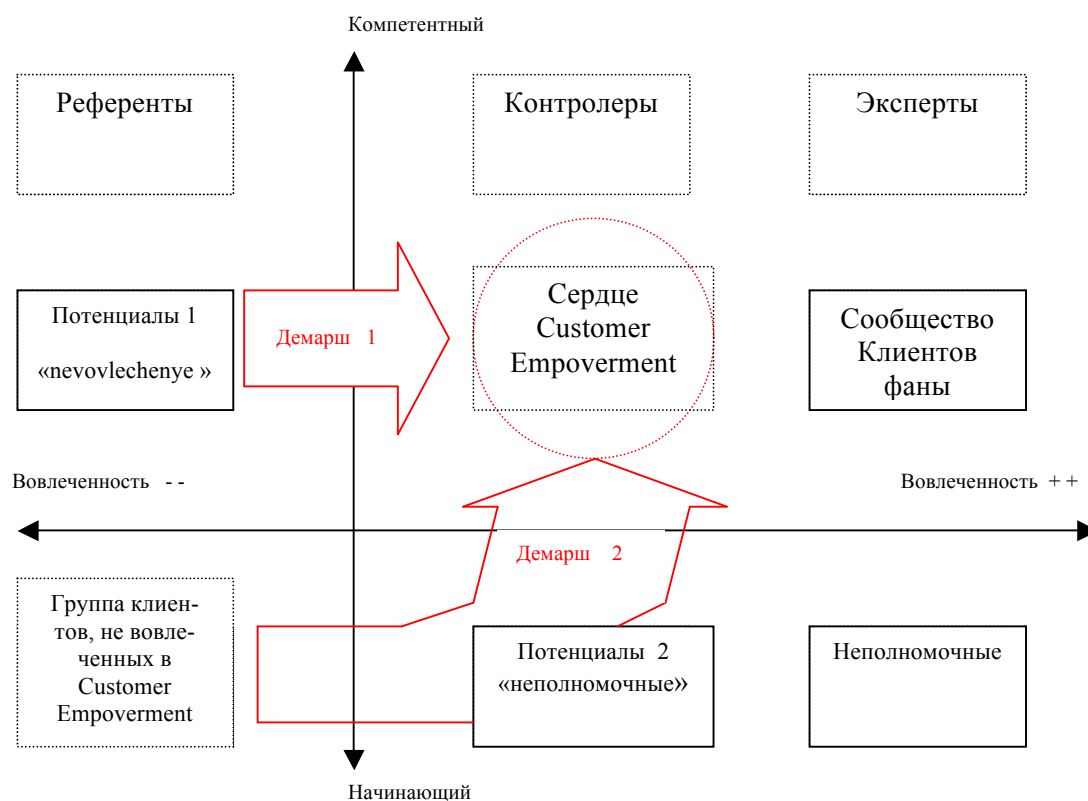 Компетентный
Референты
Контролеры
Эксперты
Потенциалы 1
«nevovlechenye »
Демарш 1
Сердце
Customer
Empoverment
Сообщество
Клиентов
фаны
Вовлеченность - -
Вовлеченность + +
Демарш 2
Группа клиен-
тов, не вовле-
ченных в
Customer
Empoverment
Потенциалы 2
«неполномочные»
Неполномочные
Начинающий